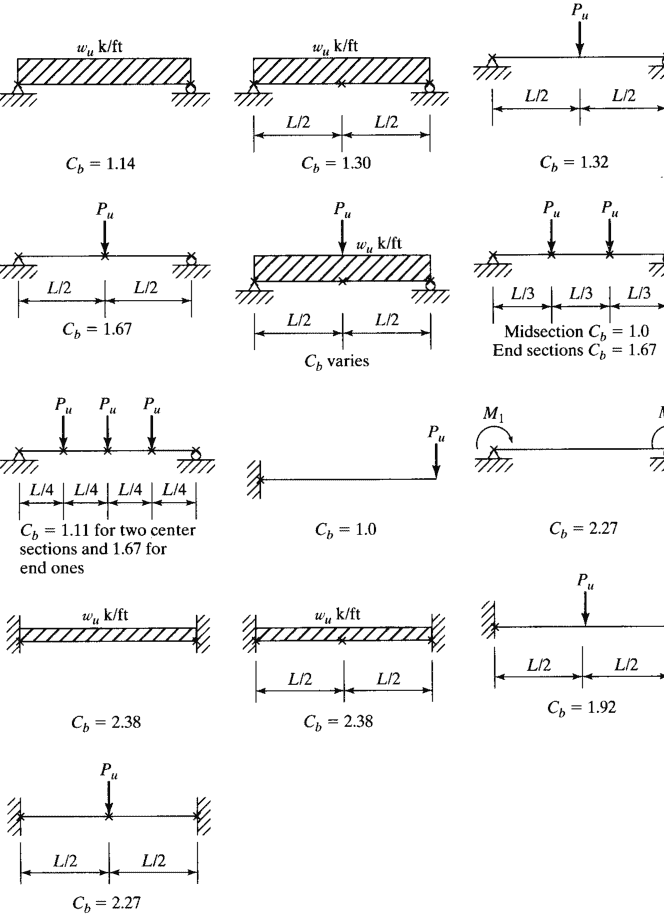 w_u k/ft
L/2 L/2
C_b = 1.14
w_u k/ft
L/2 L/2
C_b = 1.30
P_u
L/2 L/2
C_b = 1.32
P_u
L/2 L/2
C_b = 1.67
P_u
w_u k/ft
L/2 L/2
C_b varies
P_u P_u
L/3 L/3 L/3
Midsection C_b = 1.0
End sections C_b = 1.67
P_u P_u P_u
L/4 L/4 L/4 L/4
C_b = 1.11 for two center
sections and 1.67 for
end ones
P_u
C_b = 1.0
M_1
M
C_b = 2.27
w_u k/ft
C_b = 2.38
w_u k/ft
L/2 L/2
C_b = 2.38
P_u
L/2 L/2
C_b = 1.92
P_u
L/2 L/2
C_b = 2.27